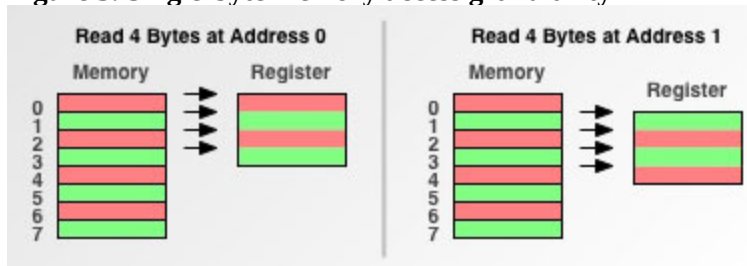 Read 4 Bytes at Address 0
Memory
Register
0
1
2
3
4
5
6
7
Read 4 Bytes at Address 1
Memory
Register
0
1
2
3
4
5
6
7